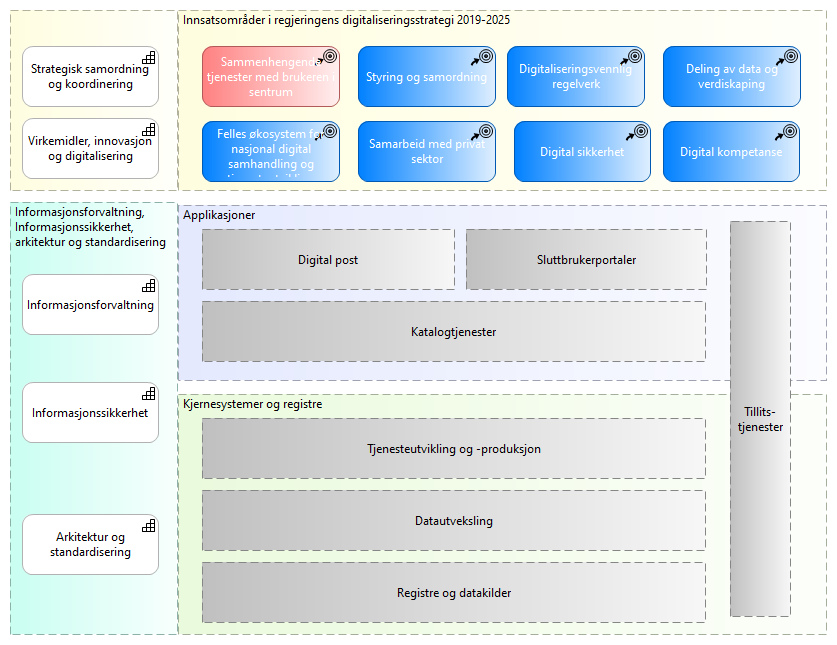 Innsatsområder i regjeringens digitaliseringsstrategi 2019-2025
Strategisk samordning
og koordinering
Virkemidler, innovasjon
og digitalisering
Sammenhengende
tjenester med brukeren i
sentrum
Styring og samordning
Digitaliseringsvennlig
regelverk
Deling av data og
verdiskaping
Felles økosystem for
nasjonal digital
samhandling og
Samarbeid med privat
sektor
Digital sikkerhet
Digital kompetanse
Informasjonsforvaltning,
Informasjonssikkerhet,
arkitektur og standardisering
Informasjonsforvaltning
Informasjonssikkerhet
Arkitektur og
standardisering
Applikasjoner
Digital post
Sluttbrukerportaler
Katalogtjenester
Kjernesystemer og registre
Tjenesteutvikling og -produksjon
Datautveksling
Registre og datakilder
Tillits-
tjenester